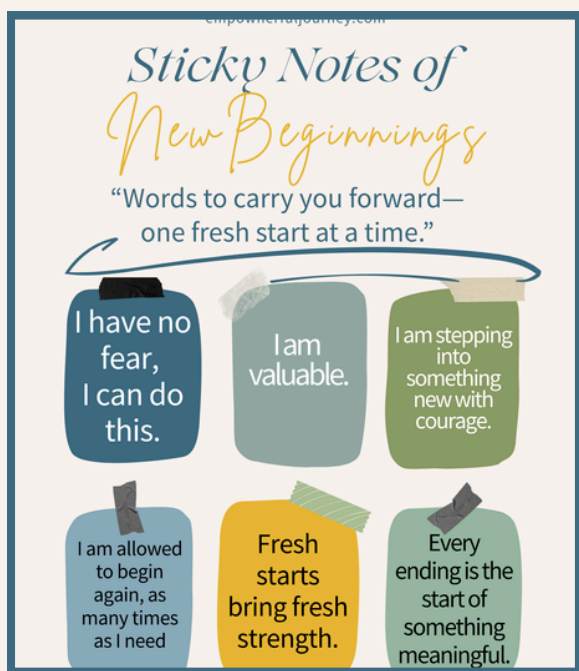 empowherfuljourney.com
Sticky Notes of
New Beginnings
“Words to carry you forward—
one fresh start at a time.”
I have no
fear,
I can do
this.
I am
valuable.
I am stepping
into
something
new with
courage.
I am allowed
to begin
again, as
many times
as I need
Fresh
starts
bring fresh
strength.
Every
ending is the
start of
something
meaningful.